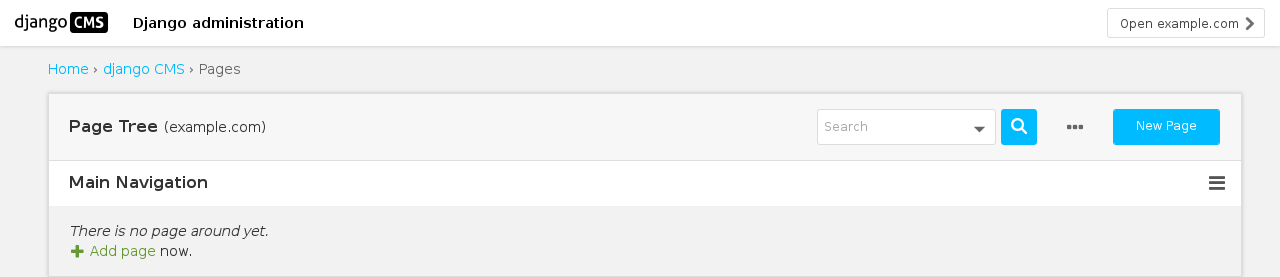 django CMS Django administration Open example.com
Home › django CMS › Pages
Page Tree (example.com) Search New Page
Main Navigation
There is no page around yet.
Add page now.